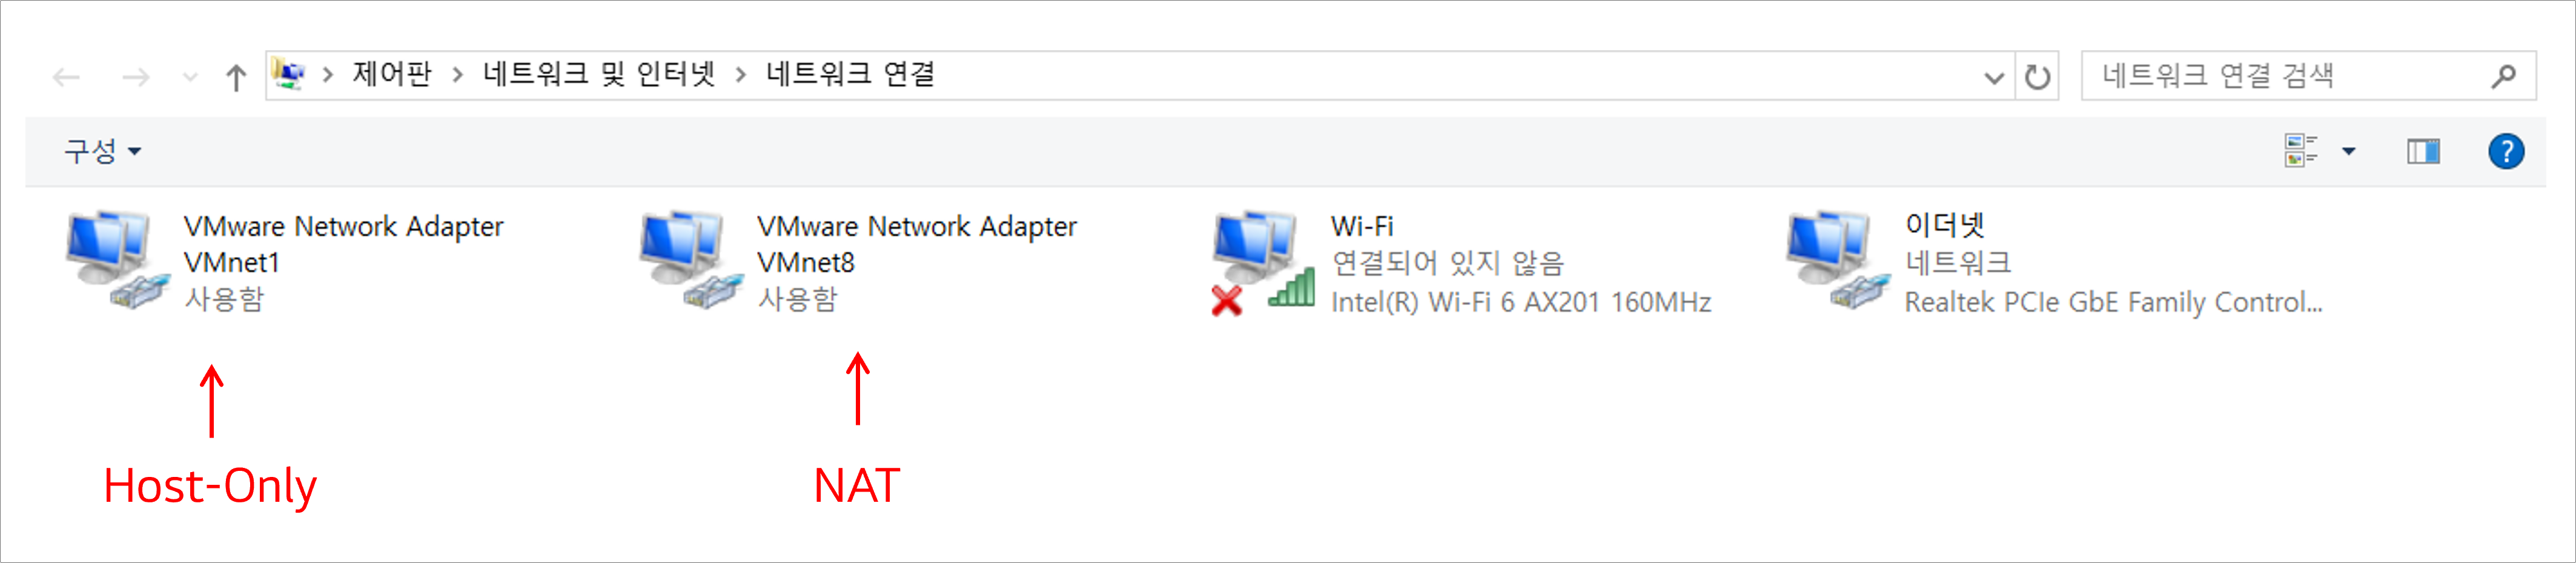 제어판 > 네트워크 및 인터넷 > 네트워크 연결
네트워크 연결 검색
구성
VMware Network Adapter
VMnet1
사용함
VMware Network Adapter
VMnet8
사용함
Wi-Fi
연결되어 있지 않음
Intel(R) Wi-Fi 6 AX201 160MHz
이더넷
네트워크
Realtek PCIe GbE Family Control...
Host-Only
NAT